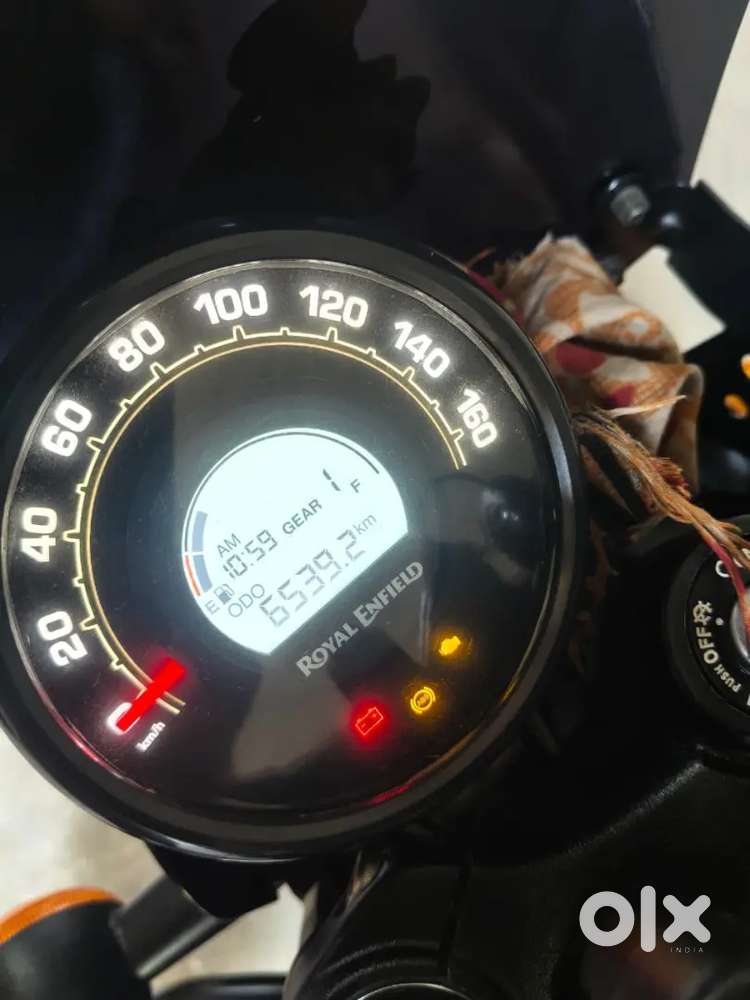 20
40
60
80
100
120
140
160
0
km/h
AM
10:59 GEAR 1
E F
ODO
6539.2 km
ROYAL ENFIELD
ABS
PUSH OFF
olx
INDIA